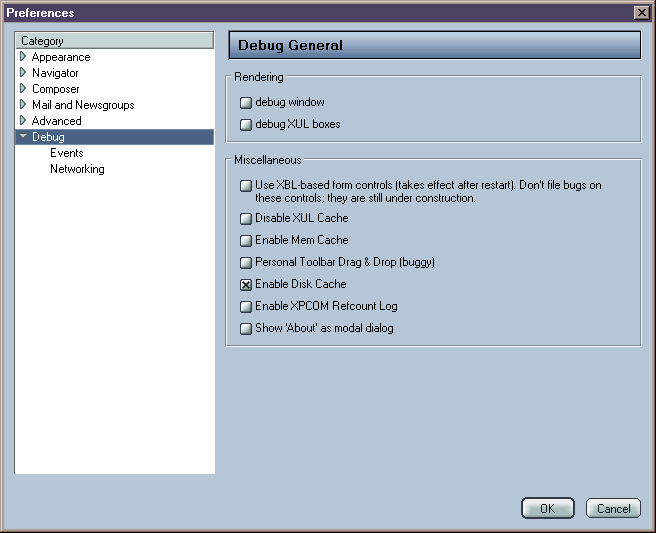 Preferences
Category
Appearance
Navigator
Composer
Mail and Newsgroups
Advanced
Debug
Events
Networking
Debug General
Rendering
debug window
debug XUL boxes
Miscellaneous
Use XBL-based form controls (takes effect after restart). Don't file bugs on
these controls; they are still under construction.
Disable XUL Cache
Enable Mem Cache
Personal Toolbar Drag & Drop (buggy)
Enable Disk Cache
Enable XPCOM Refcount Log
Show 'About' as modal dialog
OK
Cancel